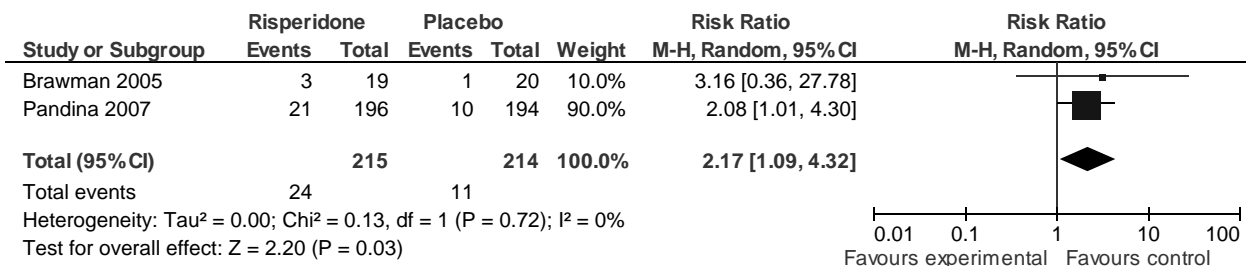 Risperidone Placebo Risk Ratio Risk Ratio
Study or Subgroup Events Total Events Total Weight M-H, Random, 95% CI M-H, Random, 95% CI
Brawman 2005 3 19 1 20 10.0% 3.16 [0.36, 27.78]
Pandina 2007 21 196 10 194 90.0% 2.08 [1.01, 4.30]
Total (95% CI) 215 214 100.0% 2.17 [1.09, 4.32]
Total events 24 11
Heterogeneity: Tau² = 0.00; Chi² = 0.13, df = 1 (P = 0.72); I² = 0%
Test for overall effect: Z = 2.20 (P = 0.03)
0.01 0.1 1 10 100
Favours experimental Favours control